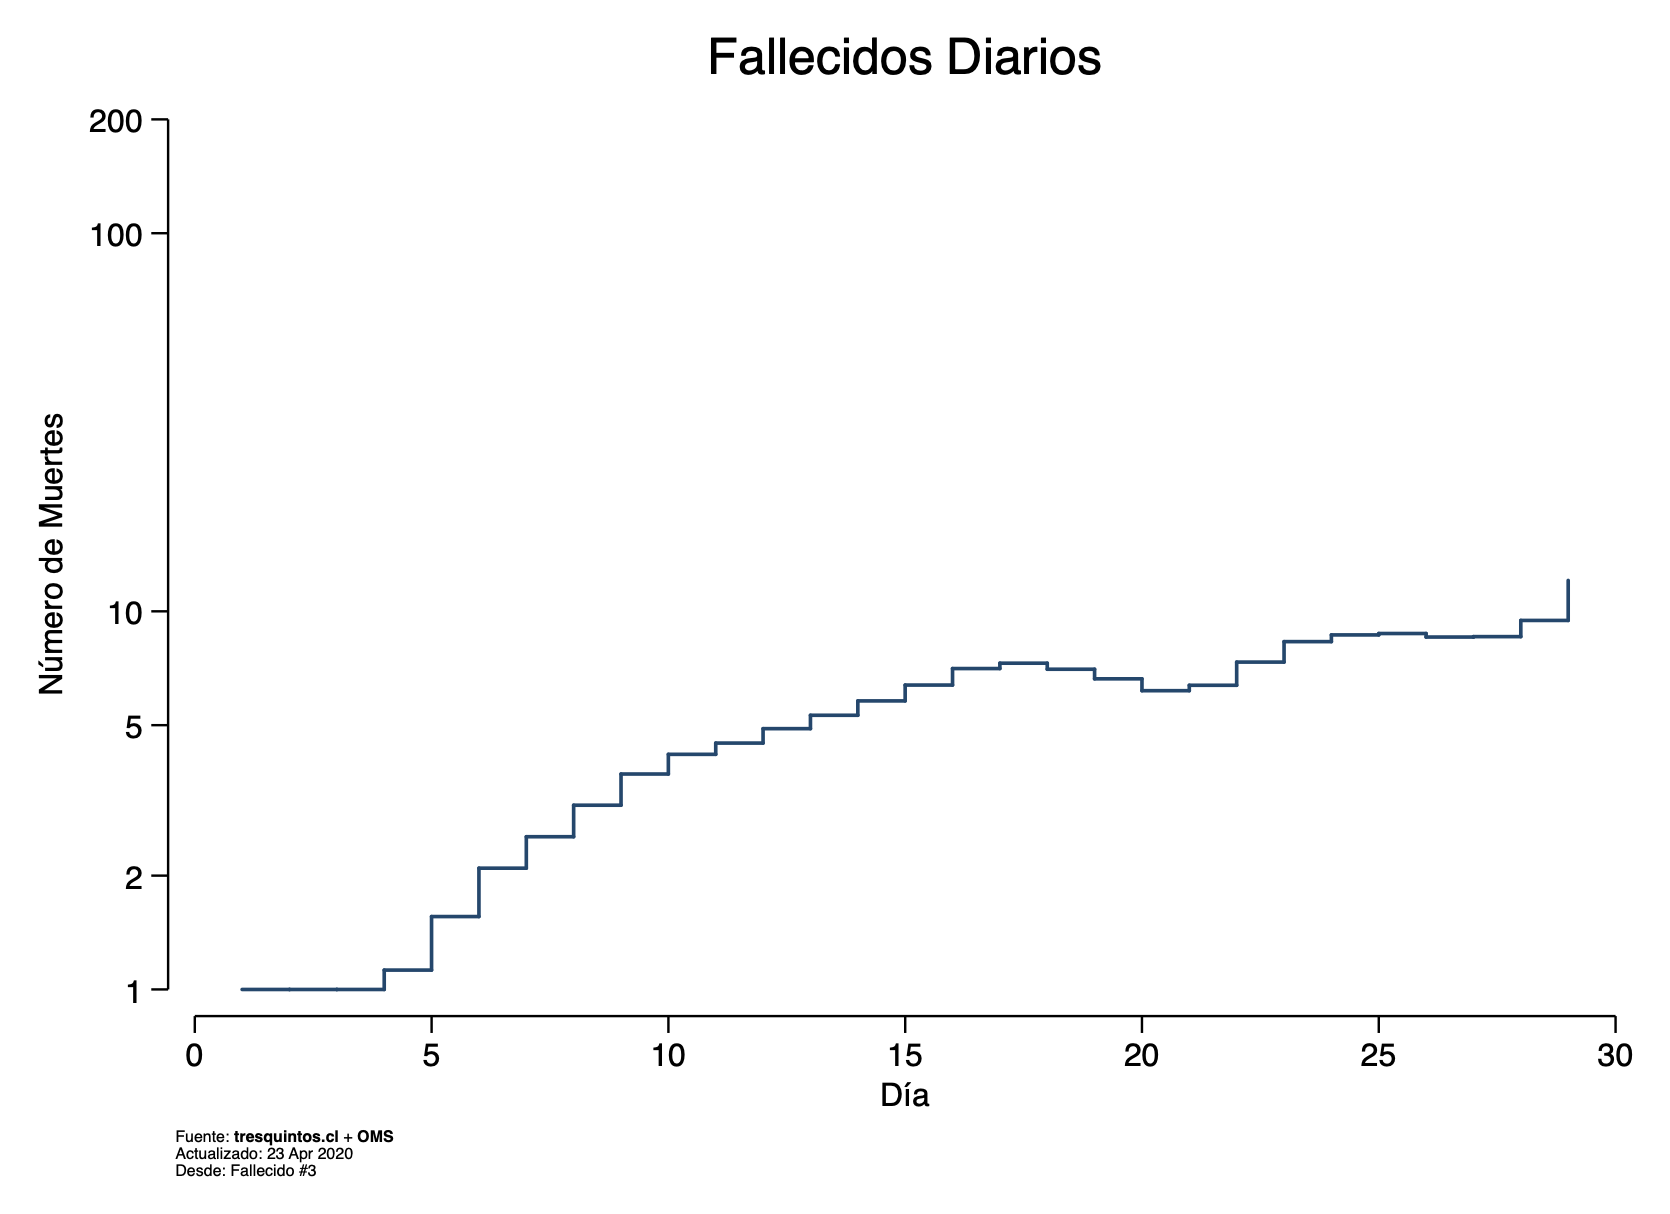 Fallecidos Diarios
200
100
10
5
2
1
Número de Muertes
0 5 10 15 20 25 30
Día
Fuente: tresquintos.cl + OMS
Actualizado: 23 Apr 2020
Desde: Fallecido #3